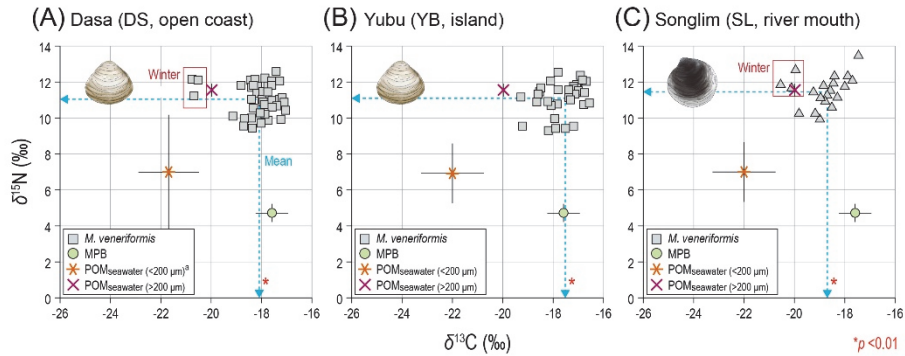 (A) Dasa (DS, open coast)
14
12
10
8
6
4
2
0
-26
-24
-22
-20
-18
-16
Winter
Mean
*
M. veneriformis
MPB
POMseawater (<200 µm)a
POMseawater (>200 µm)
(B) Yubu (YB, island)
14
12
10
8
6
4
2
0
-26
-24
-22
-20
-18
-16
*
M. veneriformis
MPB
POMseawater (<200 µm)
POMseawater (>200 µm)
(C) Songlim (SL, river mouth)
14
12
10
8
6
4
2
0
-26
-24
-22
-20
-18
-16
Winter
*
M. veneriformis
MPB
POMseawater (<200 µm)
POMseawater (>200 µm)
δ15N (‰)
δ13C (‰)
*p <0.01